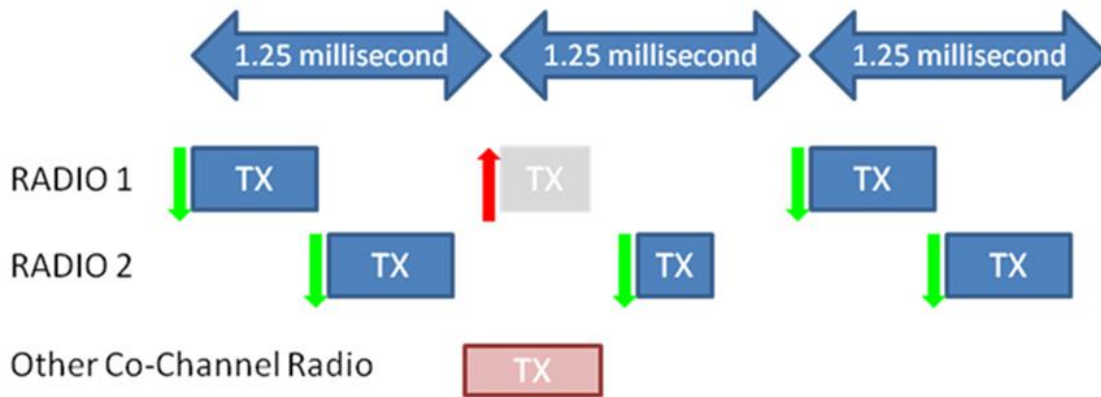 1.25 millisecond 1.25 millisecond 1.25 millisecond
RADIO 1 TX TX TX
RADIO 2 TX TX TX
Other Co-Channel Radio TX